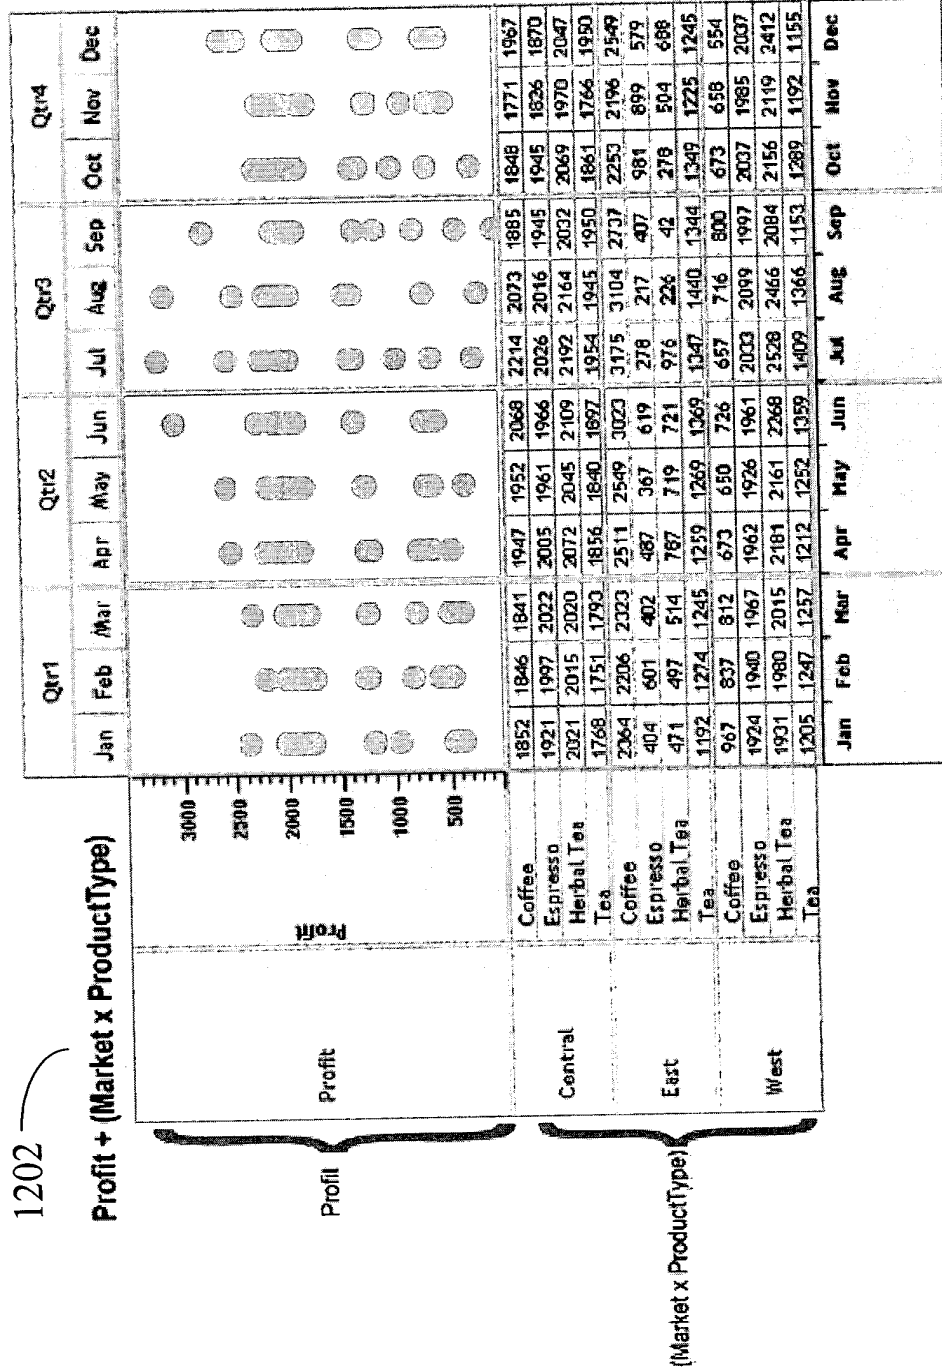 1202
Profit + (Market x ProductType)
Qtr1 Qtr2 Qtr3 Qtr4
Jan Feb Mar Apr May Jun Jul Aug Sep Oct Nov Dec
Profit
Profit
Profit
3000
2500
2000
1500
1000
500
(Market x ProductType)
Central
Coffee 1852 1846 1841 1947 1952 2068 2214 2073 1885 1848 1771 1967
Espresso 1921 1997 2022 2005 1961 1966 2026 2016 1945 1945 1826 1870
Herbal Tea 2021 2015 2020 2072 2045 2109 2192 2164 2032 2069 1970 2047
Tea 1768 1751 1793 1856 1840 1897 1954 1945 1950 1861 1766 1950
East
Coffee 2364 2206 2323 2511 2549 3023 3175 3104 2737 2253 2196 2549
Espresso 404 601 402 487 367 619 278 217 407 981 899 579
Herbal Tea 471 497 514 787 719 721 976 226 42 278 504 688
Tea 1192 1274 1245 1259 1269 1369 1347 1440 1344 1349 1225 1245
West
Coffee 967 837 812 673 650 726 657 716 800 673 658 554
Espresso 1924 1940 1967 1962 1926 1961 2033 2099 1997 2037 1985 2037
Herbal Tea 1931 1980 2015 2181 2161 2268 2528 2466 2084 2156 2119 2412
Tea 1205 1247 1257 1212 1252 1359 1409 1366 1153 1289 1192 1155
Jan Feb Mar Apr May Jun Jul Aug Sep Oct Nov Dec